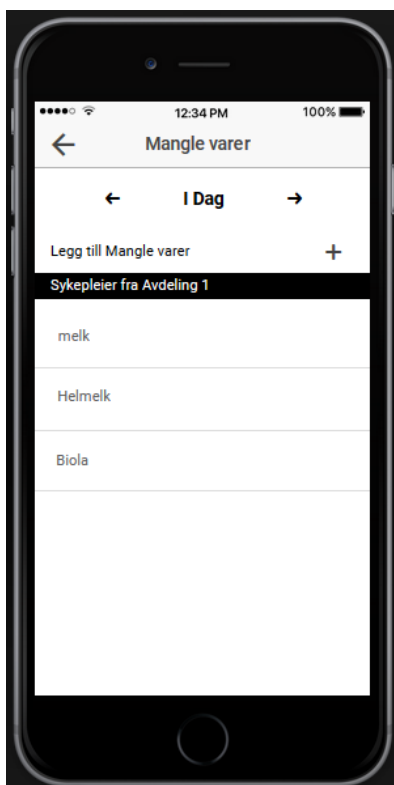 12:34 PM 100%
Mangle varer
I Dag
Legg till Mangle varer
Sykepleier fra Avdeling 1
melk
Helmelk
Biola